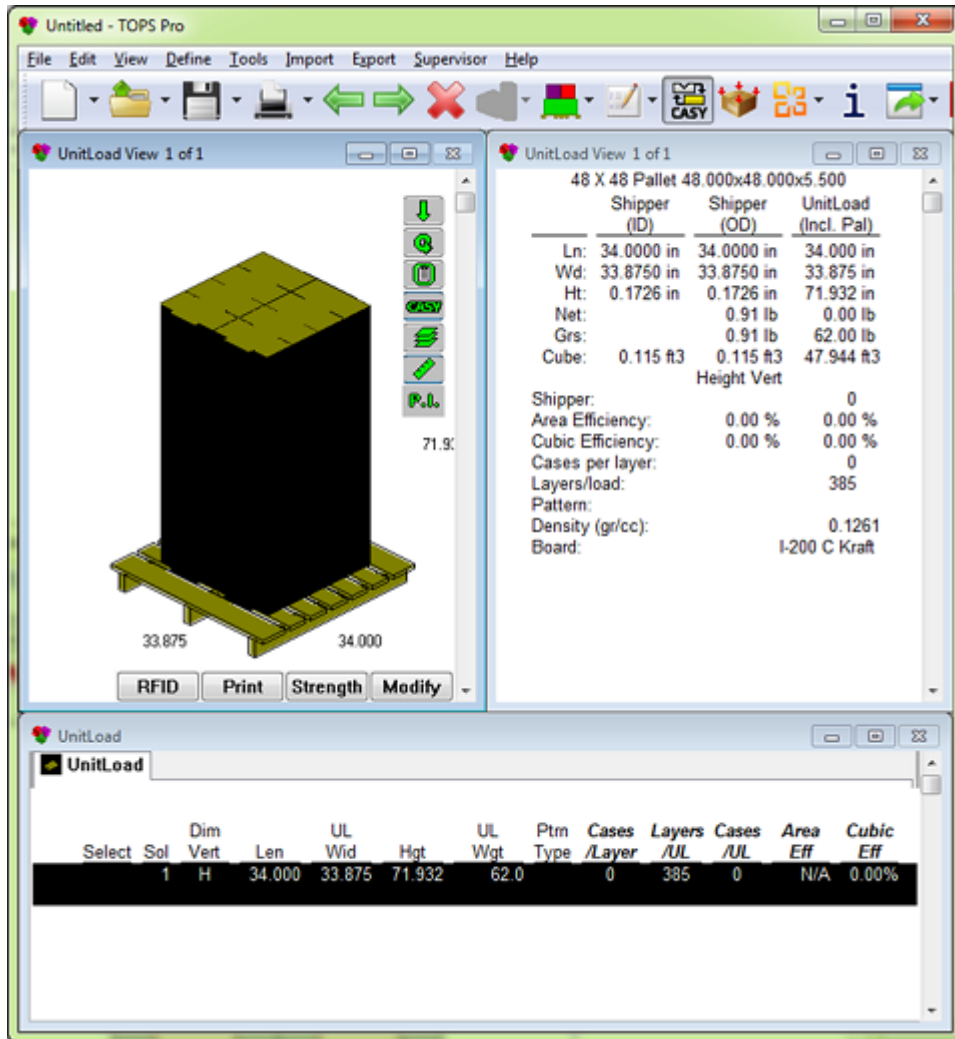 Untitled - TOPS Pro
File Edit View Define Tools Import Export Supervisor Help
CASY
i
UnitLoad View 1 of 1
CASY
P.I.
33.875
34.000
RFID Print Strength Modify
UnitLoad View 1 of 1
48 X 48 Pallet 48.000x48.000x5.500
Shipper Shipper UnitLoad
(ID) (OD) (Incl. Pal)
Ln: 34.0000 in 34.0000 in 34.000 in
Wd: 33.8750 in 33.8750 in 33.875 in
Ht: 0.1726 in 0.1726 in 71.932 in
Net: 0.91 lb 0.00 lb
Grs: 0.91 lb 62.00 lb
Cube: 0.115 ft3 0.115 ft3 47.944 ft3
Height Vert
Shipper: 0
Area Efficiency: 0.00 % 0.00 %
Cubic Efficiency: 0.00 % 0.00 %
Cases per layer: 0
Layers/load: 385
Pattern:
Density (gr/cc): 0.1261
Board: I-200 C Kraft
UnitLoad
UnitLoad
Dim UL UL Ptrn Cases Layers Cases Area Cubic
Select Sol Vert Len Wid Hgt Wgt Type /Layer /UL /UL Eff Eff
1 H 34.000 33.875 71.932 62.0 0 385 0 N/A 0.00%